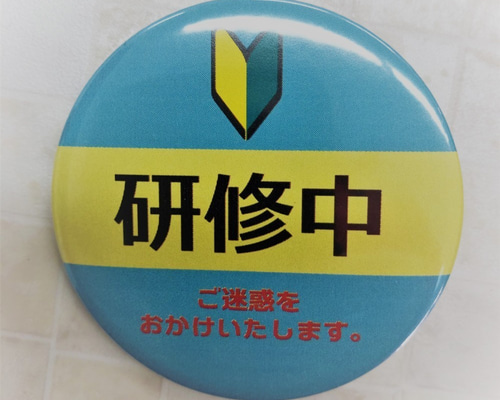 研修中
ご迷惑を
おかけいたします。